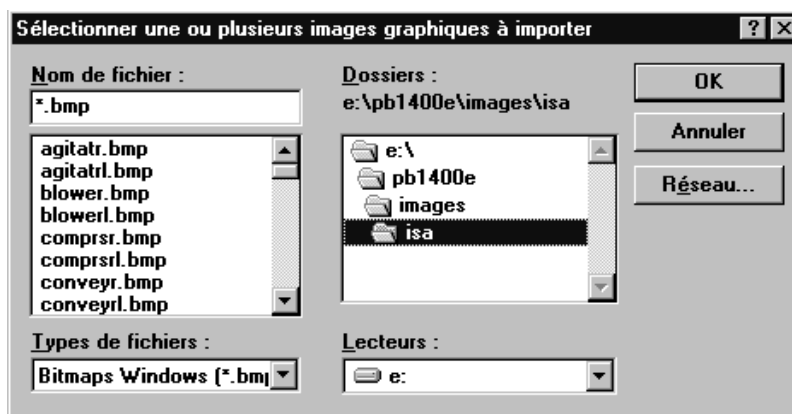 Sélectionner une ou plusieurs images graphiques à importer
Nom de fichier :
*.bmp
agitatr.bmp
agitatrl.bmp
blower.bmp
blowerl.bmp
comprsr.bmp
comprsrl.bmp
conveyr.bmp
conveyrl.bmp
Types de fichiers :
Bitmaps Windows (*.bmp
Dossiers :
e:\pb1400e\images\isa
e:\
pb1400e
images
isa
Lecteurs :
e:
OK
Annuler
Réseau...